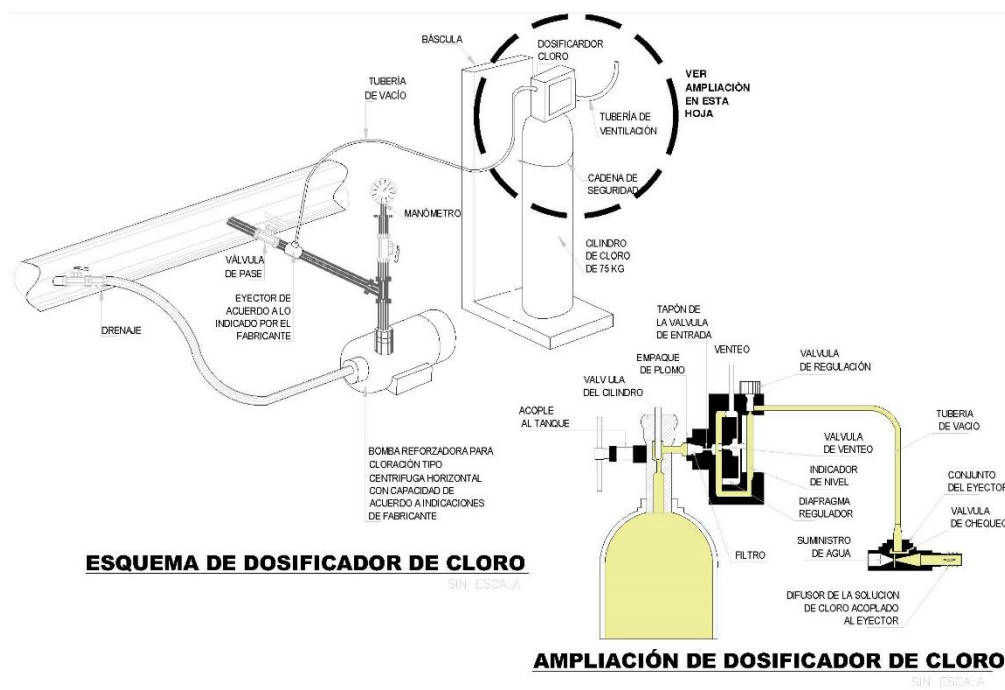 BÁSCULA
DOSIFICARDOR
CLORO
VER
AMPLIACIÓN
EN ESTA
HOJA
TUBERÍA
DE VACÍO
TUBERÍA DE
VENTILACIÓN
CADENA DE
SEGURIDAD
MANÓMETRO
CILINDRO
DE CLORO
DE 75 KG
VÁLVULA
DE PASE
EYECTOR DE
ACUERDO A LO
INDICADO POR EL
FABRICANTE
DRENAJE
BOMBA REFORZADORA PARA
CLORACIÓN TIPO
CENTRIFUGA HORIZONTAL
CON CAPACIDAD DE
ACUERDO A INDICACIONES
DE FABRICANTE
ESQUEMA DE DOSIFICADOR DE CLORO
SIN ESCALA
TAPÓN DE
LA VALVULA
DE ENTRADA
VENTEO
VALVULA
DE REGULACIÓN
EMPAQUE
DE PLOMO
VALVULA
DEL CILINDRO
ACOPLE
AL TANQUE
TUBERIA
DE VACIO
VALVULA
DE VENTEO
INDICADOR
DE NIVEL
DIAFRAGMA
REGULADOR
FILTRO
CONJUNTO
DEL EYECTOR
VALVULA
DE CHEQUEO
SUMINISTRO
DE AGUA
DIFUSOR DE LA SOLUCION
DE CLORO ACOPLADO
AL EYECTOR
AMPLIACIÓN DE DOSIFICADOR DE CLORO
SIN ESCALA